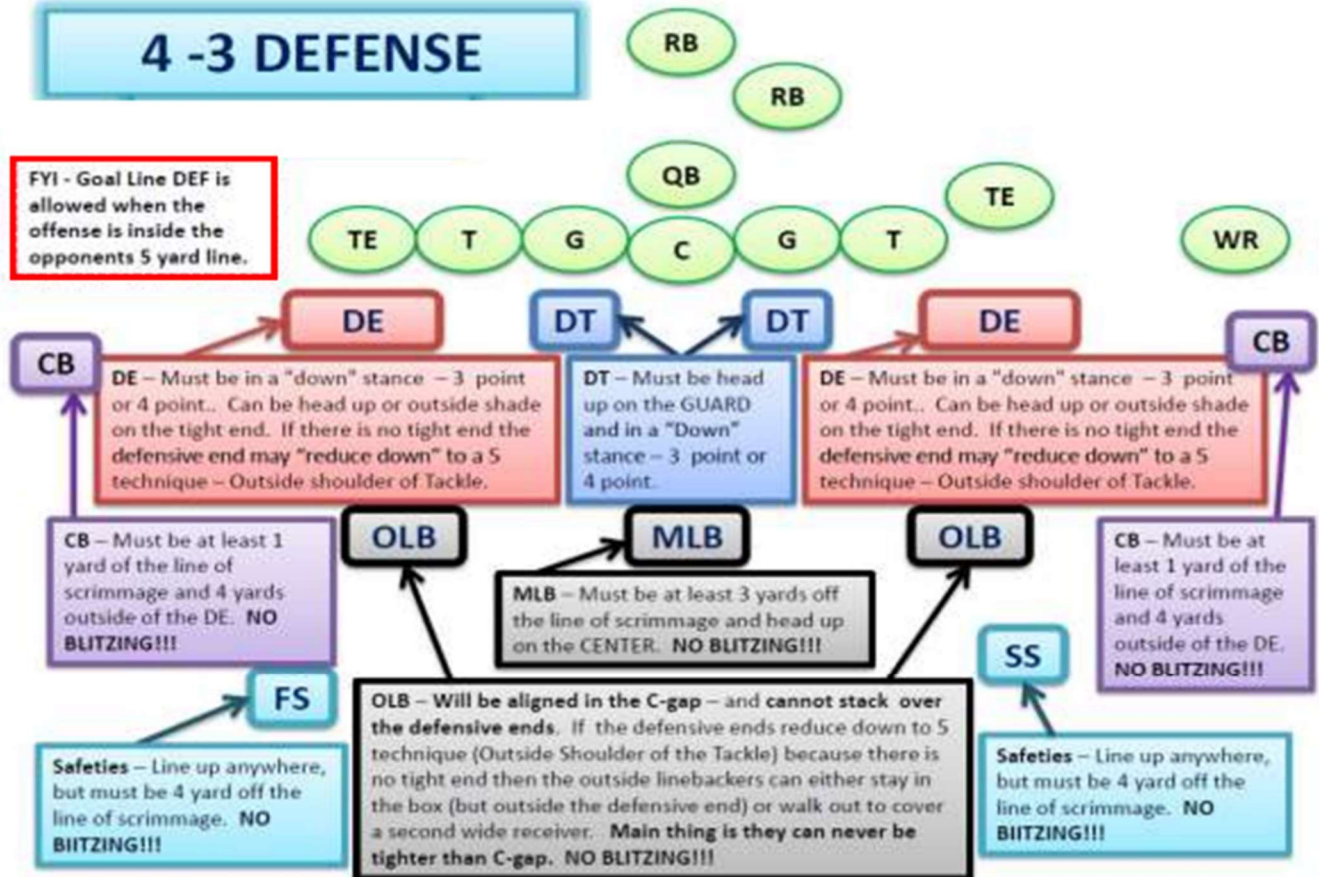 4 -3 DEFENSE
RB
RB
FYI - Goal Line DEF is
allowed when the
offense is inside the
opponents 5 yard line.
QB
TE
TE
T
G
C
G
T
WR
DE
DT
DT
DE
CB
CB
DE – Must be in a "down" stance – 3 point
or 4 point.. Can be head up or outside shade
on the tight end. If there is no tight end the
defensive end may "reduce down" to a 5
technique – Outside shoulder of Tackle.
DT – Must be head
up on the GUARD
and in a "Down"
stance – 3 point or
4 point.
DE – Must be in a "down" stance – 3 point
or 4 point.. Can be head up or outside shade
on the tight end. If there is no tight end the
defensive end may "reduce down" to a 5
technique – Outside shoulder of Tackle.
OLB
MLB
OLB
CB – Must be at least 1
yard of the line of
scrimmage and 4 yards
outside of the DE. NO
BLITZING!!!
MLB – Must be at least 3 yards off
the line of scrimmage and head up
on the CENTER. NO BLITZING!!!
CB – Must be at
least 1 yard of the
line of scrimmage
and 4 yards
outside of the DE.
NO BLITZING!!!
FS
SS
OLB – Will be aligned in the C-gap – and cannot stack over
the defensive ends. If the defensive ends reduce down to 5
technique (Outside Shoulder of the Tackle) because there is
no tight end then the outside linebackers can either stay in
the box (but outside the defensive end) or walk out to cover
a second wide receiver. Main thing is they can never be
tighter than C-gap. NO BLITZING!!!
Safeties – Line up anywhere,
but must be 4 yard off the
line of scrimmage. NO
BIITZING!!!
Safeties – Line up anywhere,
but must be 4 yard off the
line of scrimmage. NO
BIITZING!!!